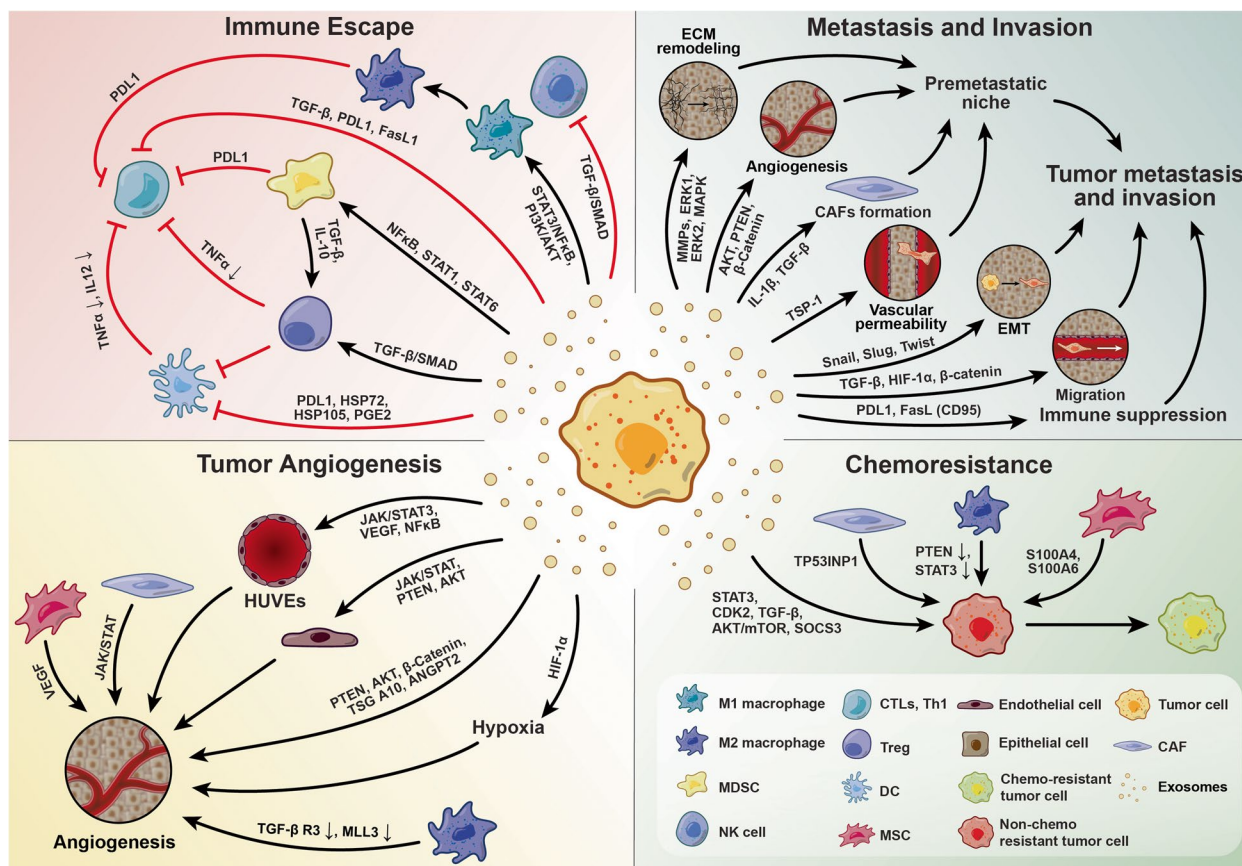 Immune Escape
PDL1
TGF-β, PDL1, FasL1
PDL1
TGF-β/SMAD
STAT3/NFκB,
PI3K/AKT
TGF-β,
IL-10
NFκB, STAT1, STAT6
TNFα ↓
TNFα ↓, IL12 ↓
TGF-β/SMAD
PDL1, HSP72,
HSP105, PGE2
Metastasis and Invasion
ECM
remodeling
Premetastatic
niche
Angiogenesis
MMPs, ERK1,
ERK2, MAPK
AKT, PTEN,
β-Catenin
CAFs formation
IL-1β, TGF-β
Tumor metastasis
and invasion
TSP-1
Vascular
permeability
EMT
Snail, Slug, Twist
TGF-β, HIF-1α, β-catenin
Migration
PDL1, FasL (CD95)
Immune suppression
Tumor Angiogenesis
JAK/STAT3,
VEGF, NFκB
HUVEs
JAK/STAT,
PTEN, AKT
VEGF
JAK/STAT
PTEN, AKT, β-Catenin,
TSG A10, ANGPT2
HIF-1α
Hypoxia
Angiogenesis
TGF-β R3 ↓, MLL3 ↓
Chemoresistance
TP53INP1
PTEN ↓,
STAT3 ↓
S100A4,
S100A6
STAT3,
CDK2, TGF-β,
AKT/mTOR, SOCS3
M1 macrophage
CTLs, Th1
Endothelial cell
Tumor cell
M2 macrophage
Treg
Epithelial cell
CAF
MDSC
DC
Chemo-resistant
tumor cell
Exosomes
NK cell
MSC
Non-chemo
resistant tumor cell